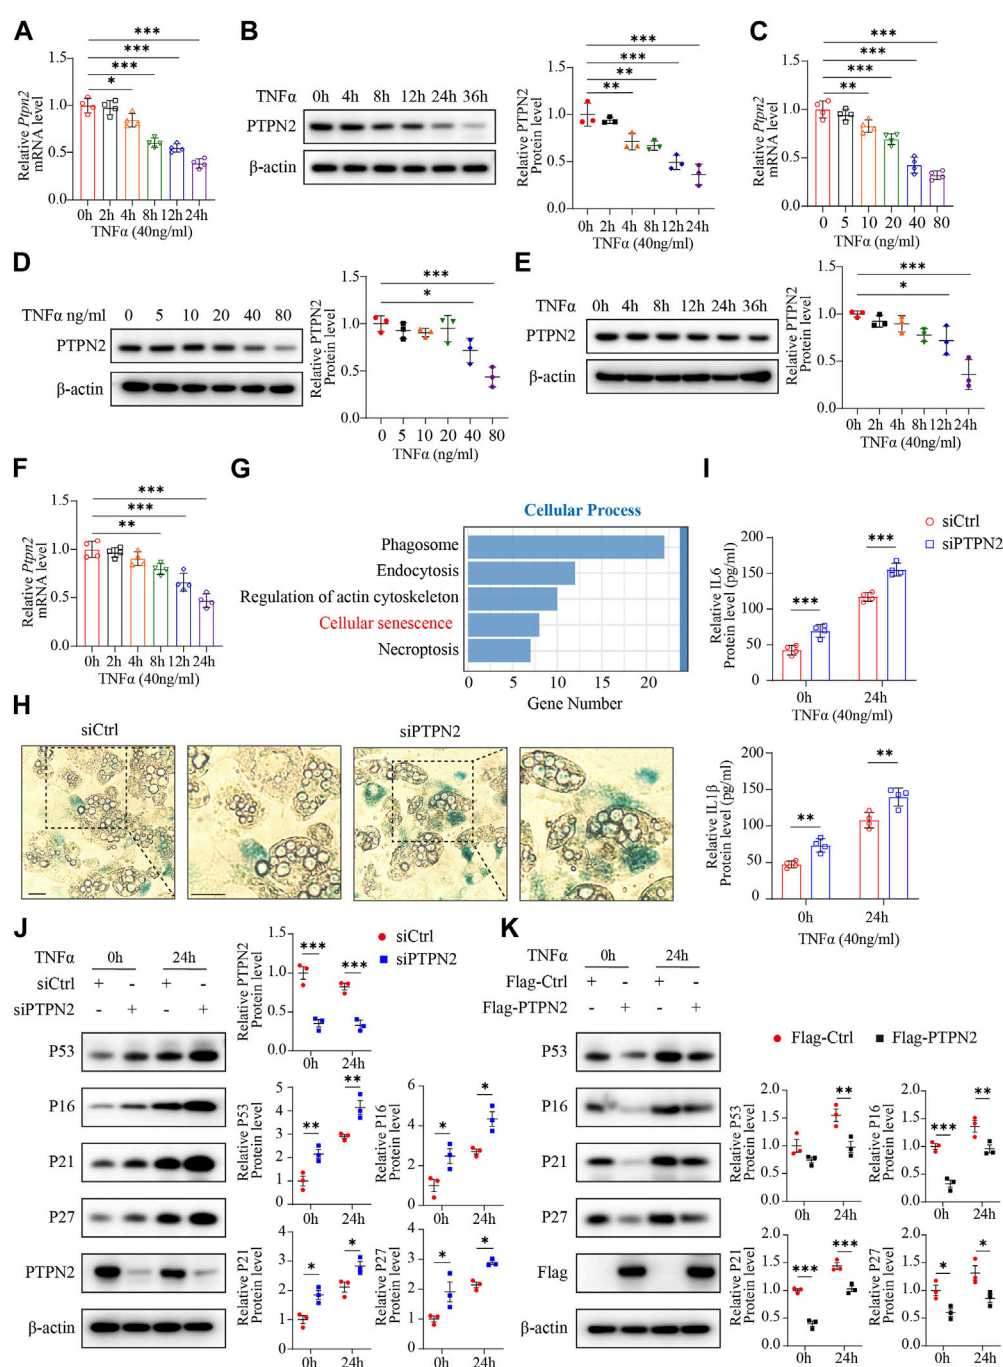 A
Relative Ptpn2
mRNA level
1.5
1.0
0.5
0.0
***
***
***
*
0h 2h 4h 8h 12h 24h
TNFα (40ng/ml)
B
TNFα 0h 4h 8h 12h 24h 36h
PTPN2
β-actin
Relative PTPN2
Protein level
1.5
1.0
0.5
0.0
***
***
**
**
0h 2h 4h 8h 12h 24h
TNFα (40ng/ml)
C
Relative Ptpn2
mRNA level
1.5
1.0
0.5
0.0
***
***
***
**
0 5 10 20 40 80
TNFα (ng/ml)
D
TNFα ng/ml 0 5 10 20 40 80
PTPN2
β-actin
Relative PTPN2
Protein level
1.5
1.0
0.5
0.0
***
*
0 5 10 20 40 80
TNFα (ng/ml)
E
TNFα 0h 4h 8h 12h 24h 36h
PTPN2
β-actin
Relative PTPN2
Protein level
1.5
1.0
0.5
0.0
***
*
0h 2h 4h 8h 12h 24h
TNFα (40ng/ml)
F
Relative Ptpn2
mRNA level
1.5
1.0
0.5
0.0
***
***
**
0h 2h 4h 8h 12h 24h
TNFα (40ng/ml)
G
Cellular Process
Phagosome
Endocytosis
Regulation of actin cytoskeleton
Cellular senescence
Necroptosis
0 5 10 15 20
Gene Number
H
siCtrl siPTPN2
I
siCtrl
siPTPN2
Relative IL6
Protein level (pg/ml)
200
150
100
50
0
***
***
0h 24h
TNFα (40ng/ml)
Relative IL1β
Protein level (pg/ml)
200
150
100
50
0
**
**
0h 24h
TNFα (40ng/ml)
J
TNFα 0h 24h
siCtrl + - + -
siPTPN2 - + - +
P53
P16
P21
P27
PTPN2
β-actin
siCtrl
siPTPN2
Relative PTPN2
Protein level
1.5
1.0
0.5
0.0
*** ***
0h 24h
Relative P53
Protein level
5
4
3
2
1
0
** **
0h 24h
Relative P16
Protein level
6
4
2
0
* *
0h 24h
Relative P21
Protein level
4
3
2
1
0
* *
0h 24h
Relative P27
Protein level
4
3
2
1
0
* *
0h 24h
K
TNFα 0h 24h
Flag-Ctrl + - + -
Flag-PTPN2 - + - +
P53
P16
P21
P27
Flag
β-actin
Flag-Ctrl Flag-PTPN2
Relative P53
Protein level
2.0
1.5
1.0
0.5
0.0
**
0h 24h
Relative P16
Protein level
2.0
1.5
1.0
0.5
0.0
*** **
0h 24h
Relative P21
Protein level
2.0
1.5
1.0
0.5
0.0
*** ***
0h 24h
Relative P27
Protein level
2.0
1.5
1.0
0.5
0.0
* *
0h 24h